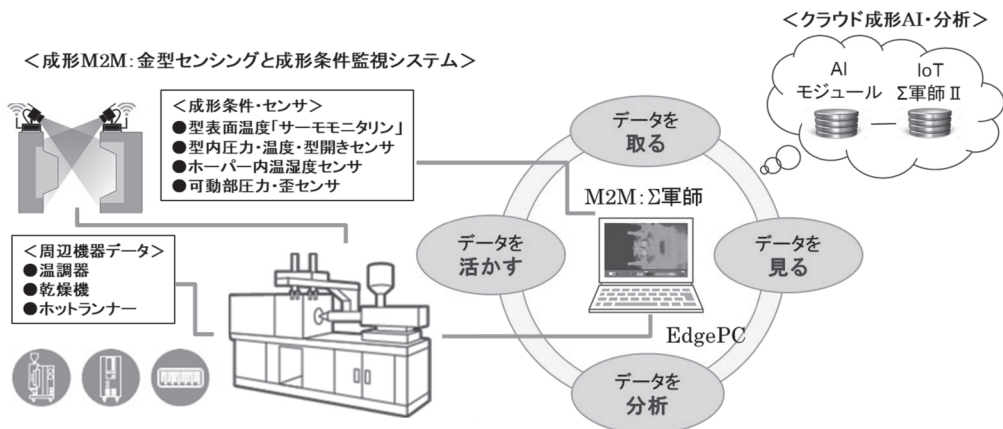 ＜クラウド成形AI・分析＞
AI
モジュール
IoT
Σ軍師Ⅱ
＜成形M2M：金型センシングと成形条件監視システム＞
＜成形条件・センサ＞
●型表面温度「サーモモニタリン」
●型内圧力・温度・型開きセンサ
●ホーパー内温湿度センサ
●可動部圧力・歪センサ
データを
取る
M2M：Σ軍師
データを
活かす
データを
見る
＜周辺機器データ＞
●温調器
●乾燥機
●ホットランナー
EdgePC
データを
分析